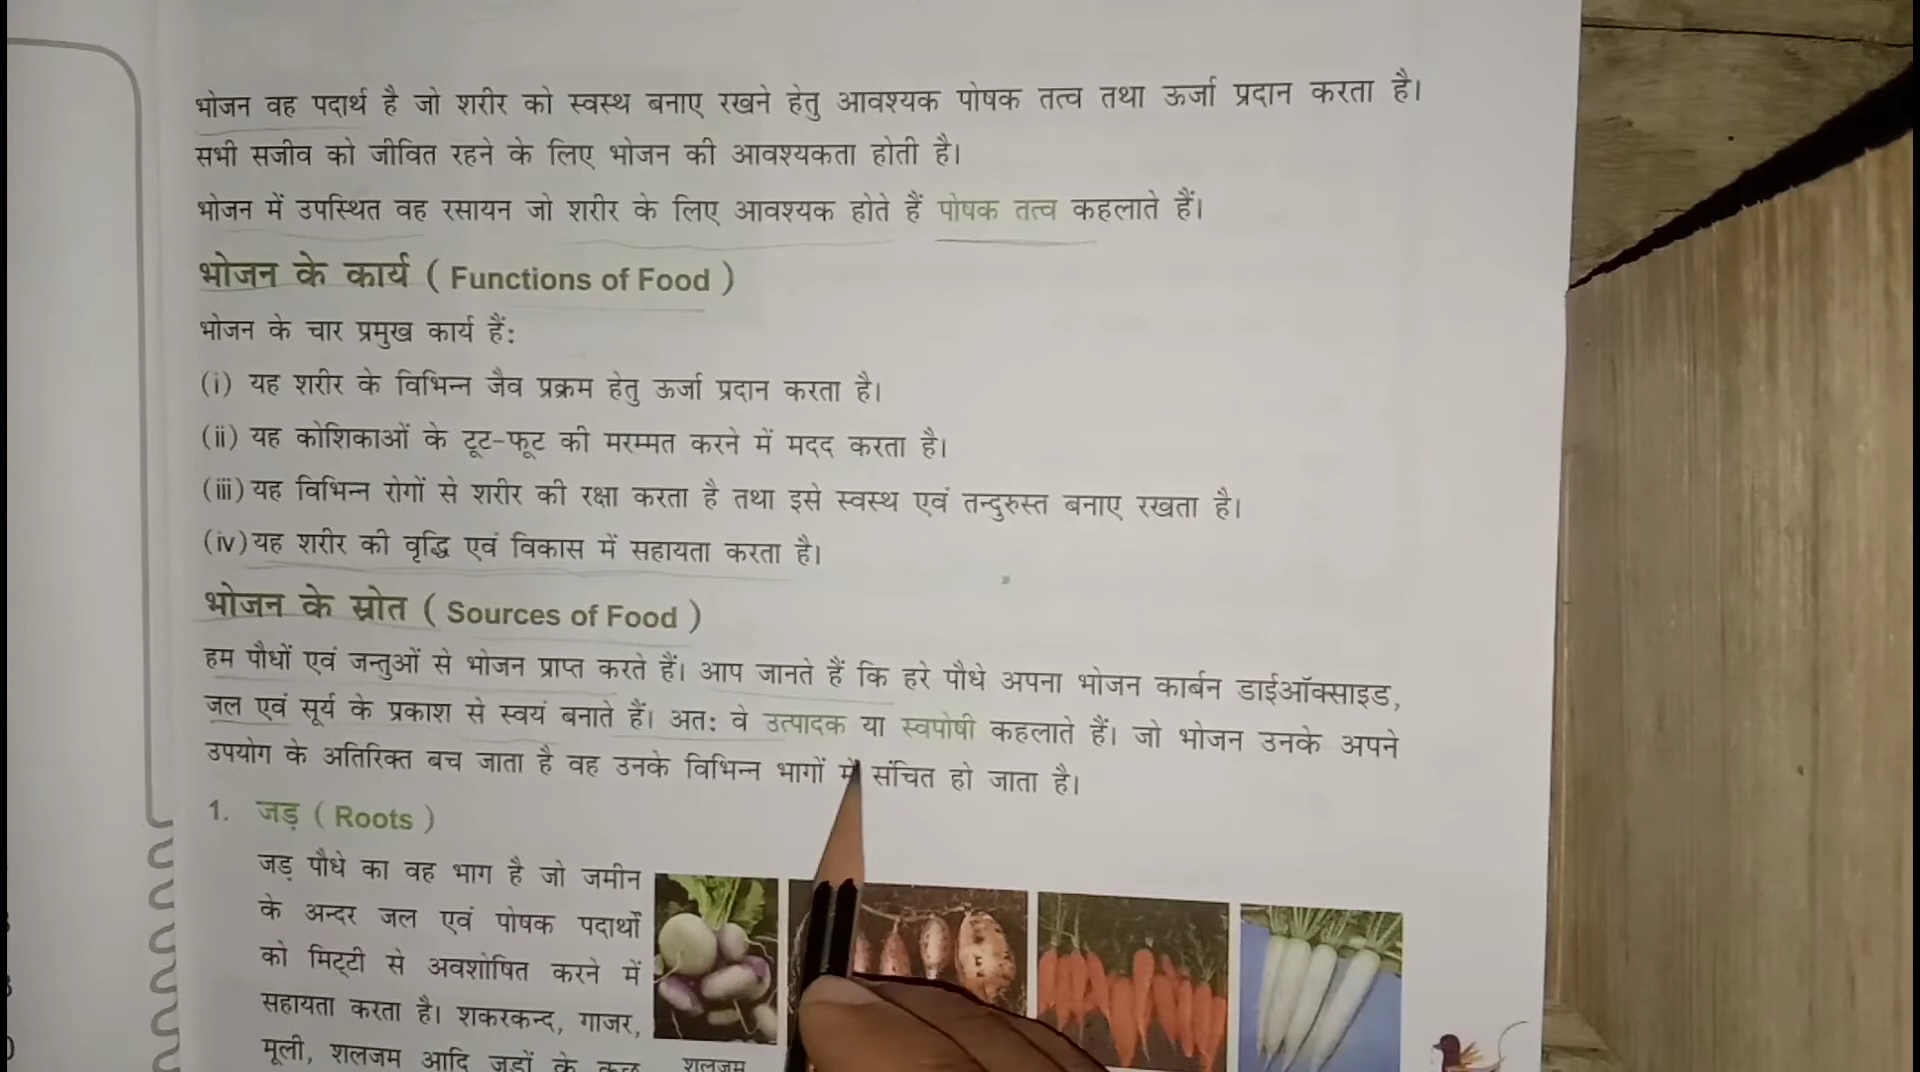 भोजन वह पदार्थ है जो शरीर को स्वस्थ बनाए रखने हेतु आवश्यक पोषक तत्व तथा ऊर्जा प्रदान करता है।
सभी सजीव को जीवित रहने के लिए भोजन की आवश्यकता होती है।
भोजन में उपस्थित वह रसायन जो शरीर के लिए आवश्यक होते हैं पोषक तत्व कहलाते हैं।
भोजन के कार्य ( Functions of Food )
भोजन के चार प्रमुख कार्य हैं:
(i) यह शरीर के विभिन्न जैव प्रक्रम हेतु ऊर्जा प्रदान करता है।
(ii) यह कोशिकाओं के टूट-फूट की मरम्मत करने में मदद करता है।
(iii) यह विभिन्न रोगों से शरीर की रक्षा करता है तथा इसे स्वस्थ एवं तन्दुरुस्त बनाए रखता है।
(iv) यह शरीर की वृद्धि एवं विकास में सहायता करता है।
भोजन के स्रोत ( Sources of Food )
हम पौधों एवं जन्तुओं से भोजन प्राप्त करते हैं। आप जानते हैं कि हरे पौधे अपना भोजन कार्बन डाईऑक्साइड,
जल एवं सूर्य के प्रकाश से स्वयं बनाते हैं। अतः वे उत्पादक या स्वपोषी कहलाते हैं। जो भोजन उनके अपने
उपयोग के अतिरिक्त बच जाता है वह उनके विभिन्न भागों में संचित हो जाता है।
1. जड़ ( Roots )
जड़ पौधे का वह भाग है जो जमीन
के अन्दर जल एवं पोषक पदार्थों
को मिट्टी से अवशोषित करने में
सहायता करता है। शकरकन्द, गाजर,
मूली, शलजम आदि जड़ों के कुछ
शलजम